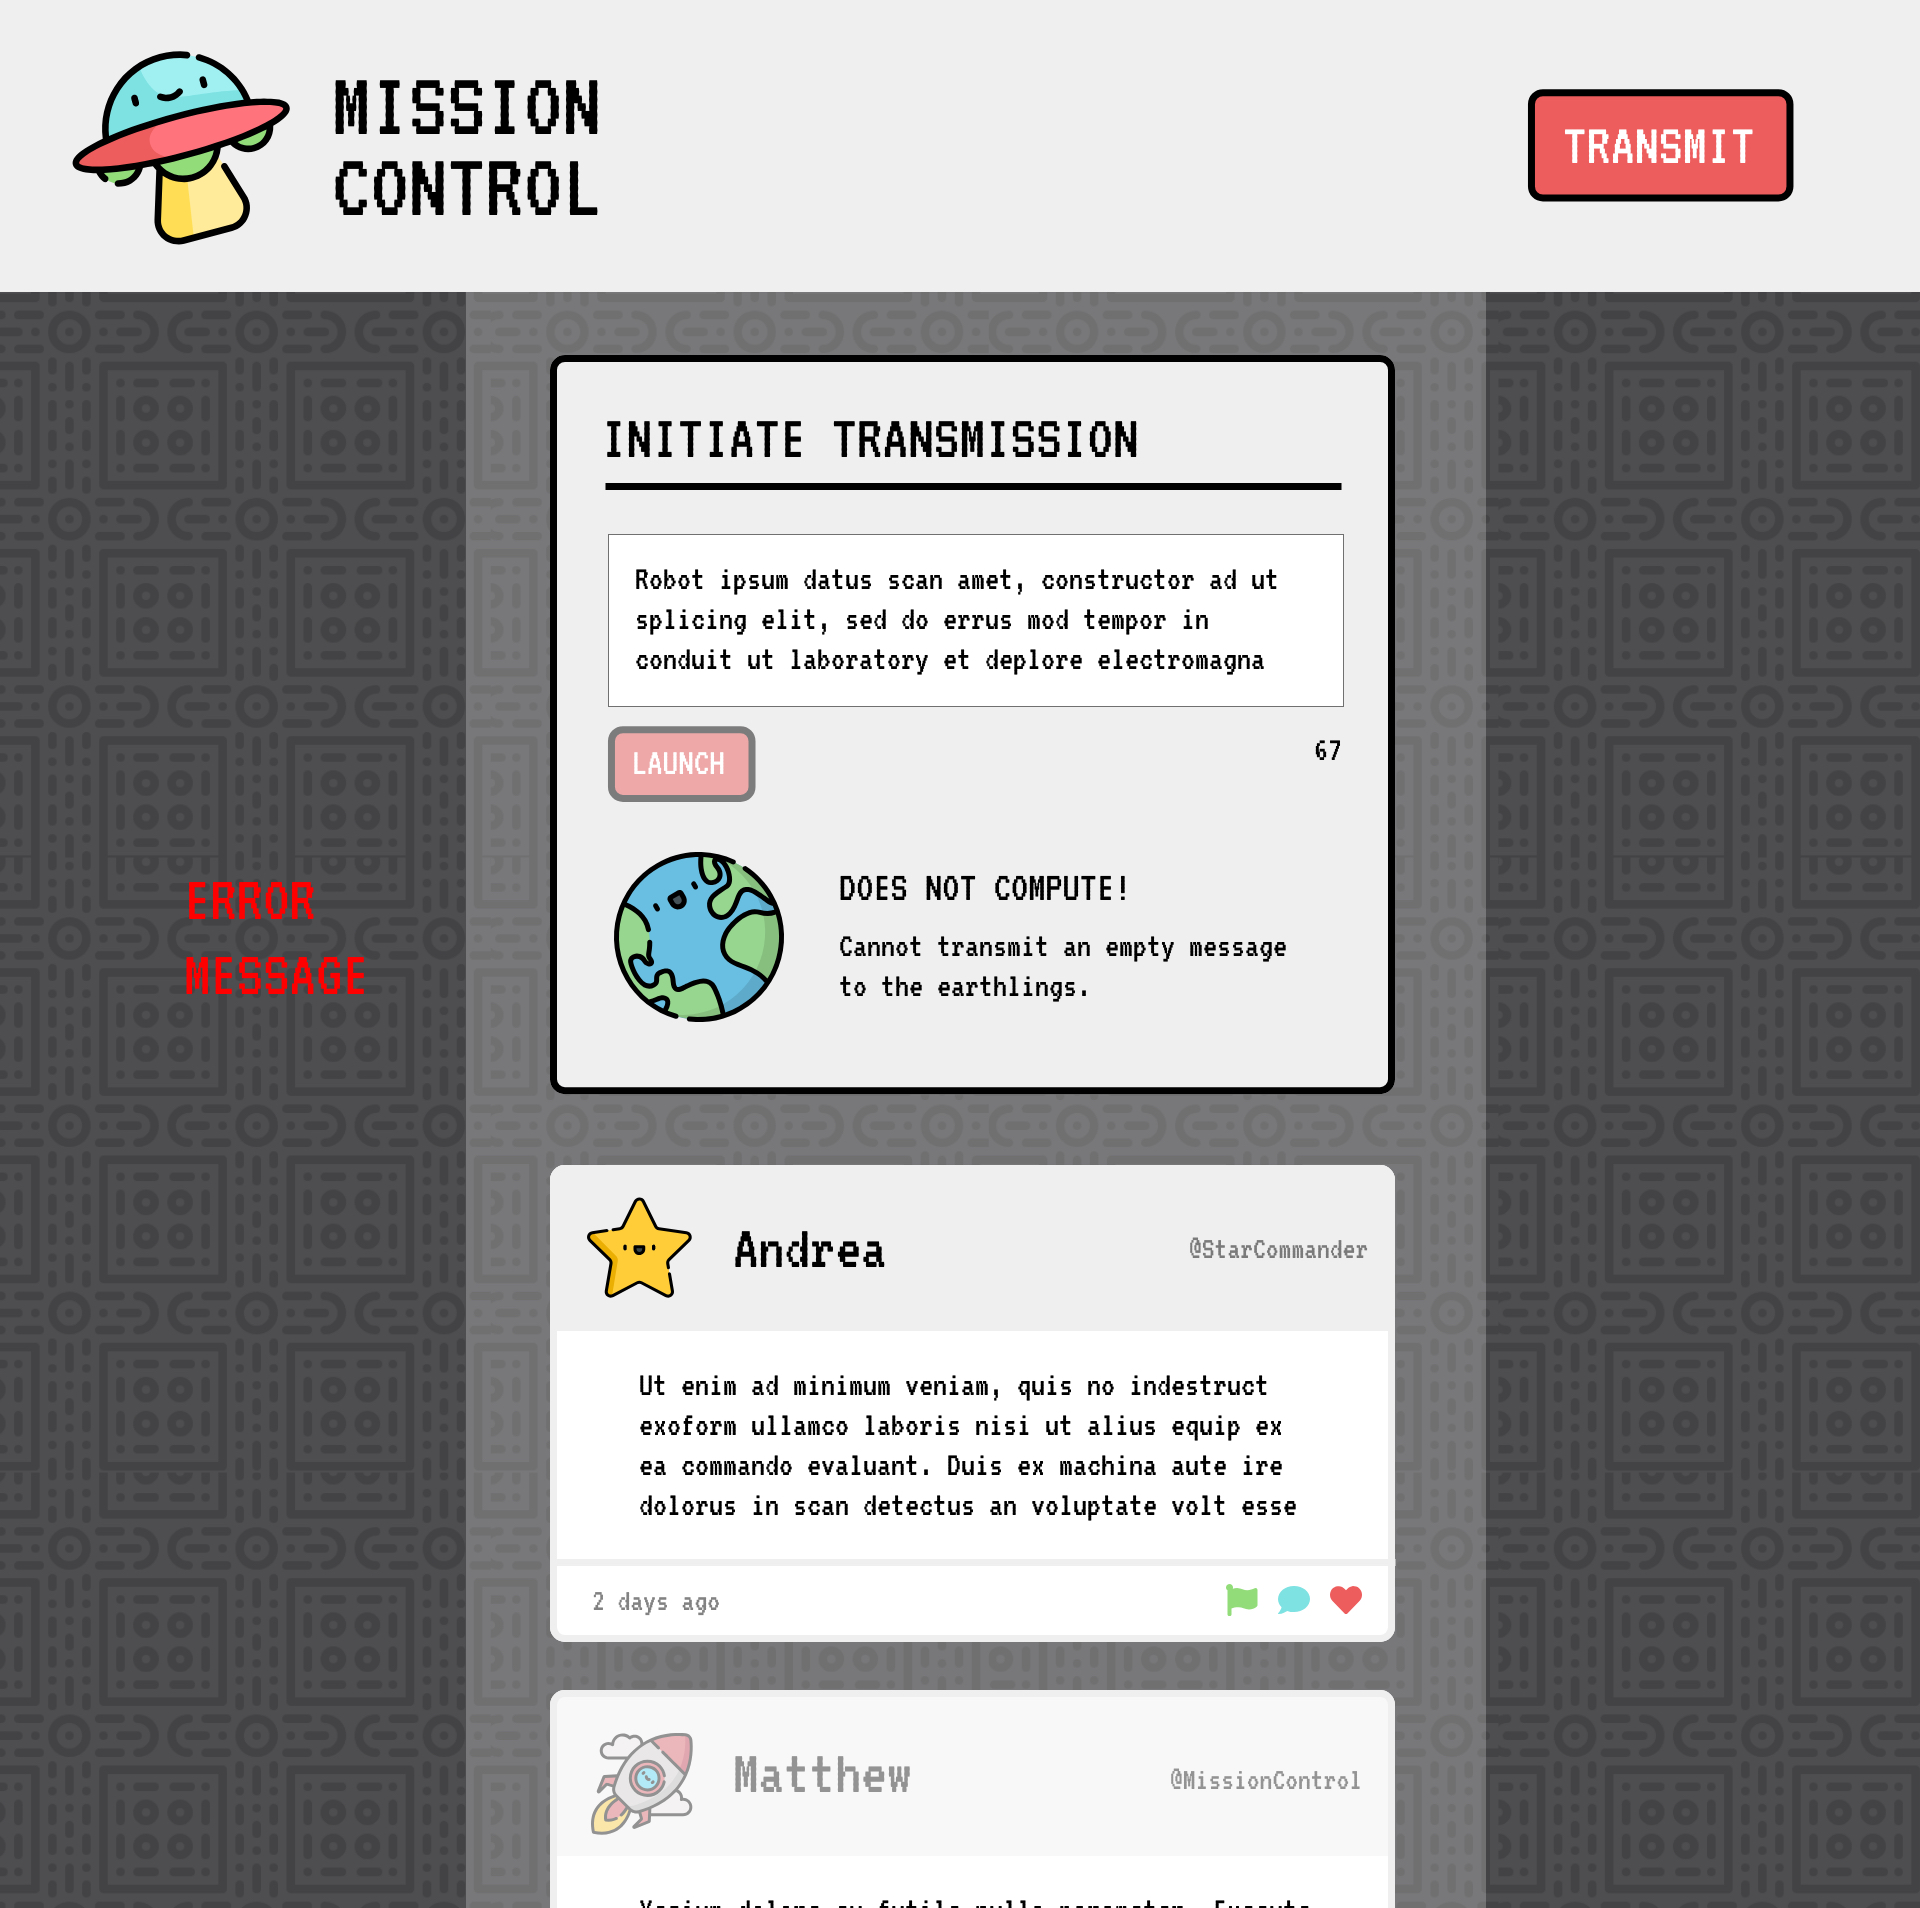 MISSION
CONTROL
TRANSMIT
INITIATE TRANSMISSION
Robot ipsum datus scan amet, constructor ad ut
splicing elit, sed do errus mod tempor in
conduit ut laboratory et deplore electromagna
LAUNCH
67
ERROR
MESSAGE
DOES NOT COMPUTE!
Cannot transmit an empty message
to the earthlings.
Andrea
@StarCommander
Ut enim ad minimum veniam, quis no indestruct
exoform ullamco laboris nisi ut alius equip ex
ea commando evaluant. Duis ex machina aute ire
dolorus in scan detectus an voluptate volt esse
2 days ago
Matthew
@MissionControl